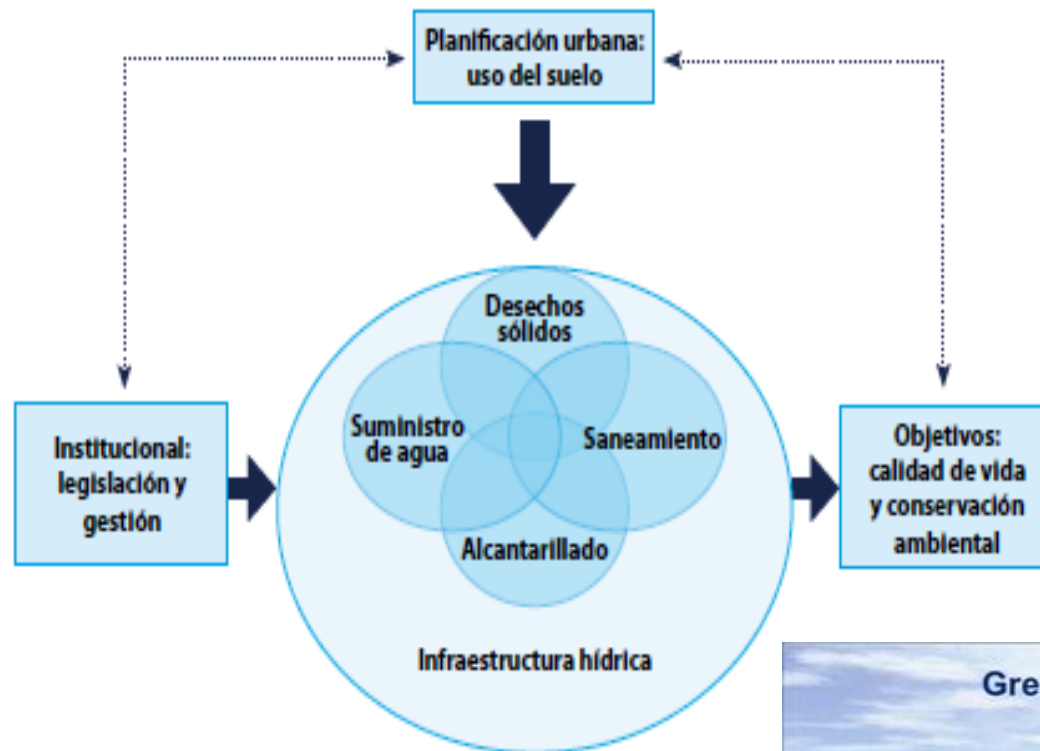 Planificación urbana:
uso del suelo
Desechos
sólidos
Suministro
de agua
Saneamiento
Alcantarillado
Infraestructura hídrica
Institucional:
legislación y
gestión
Objetivos:
calidad de vida
y conservación
ambiental
Gre